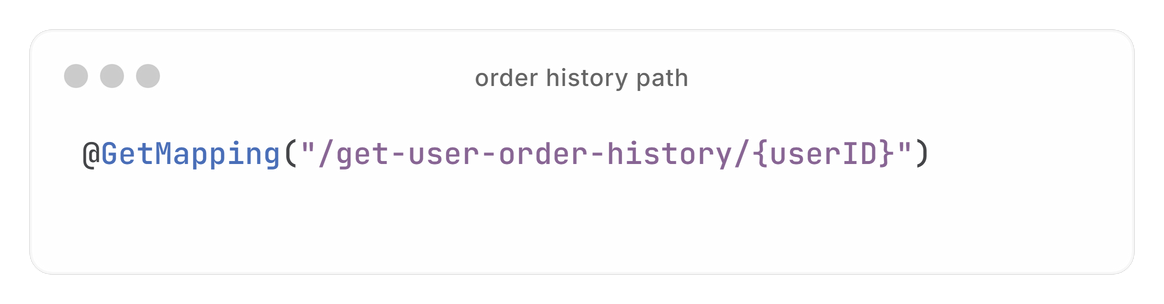 order history path
@GetMapping("/get-user-order-history/{userID}")